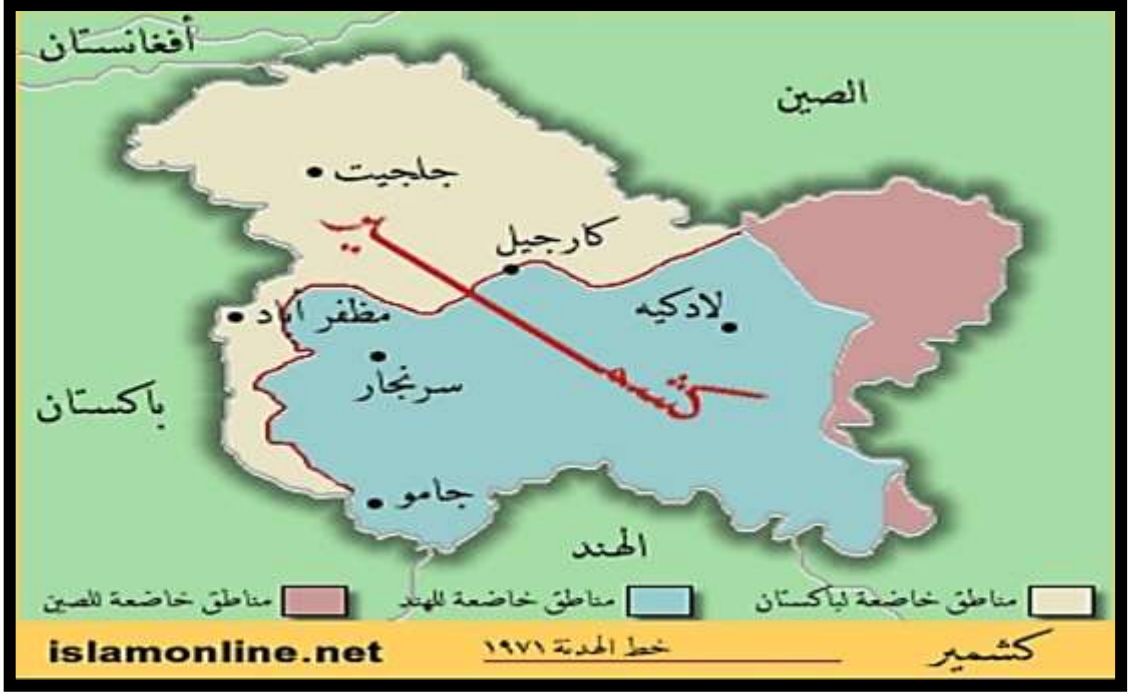 أفغانستان
الصين
جلجيت
كشمير
كارجيل
لادكيه
مظفر أباد
سرنجار
باكستان
جامو
الهند
مناطق خاضعة لباكستان
مناطق خاضعة للهند
مناطق خاضعة للصين
كشمير
خط الهدنة ١٩٧١
islamonline.net